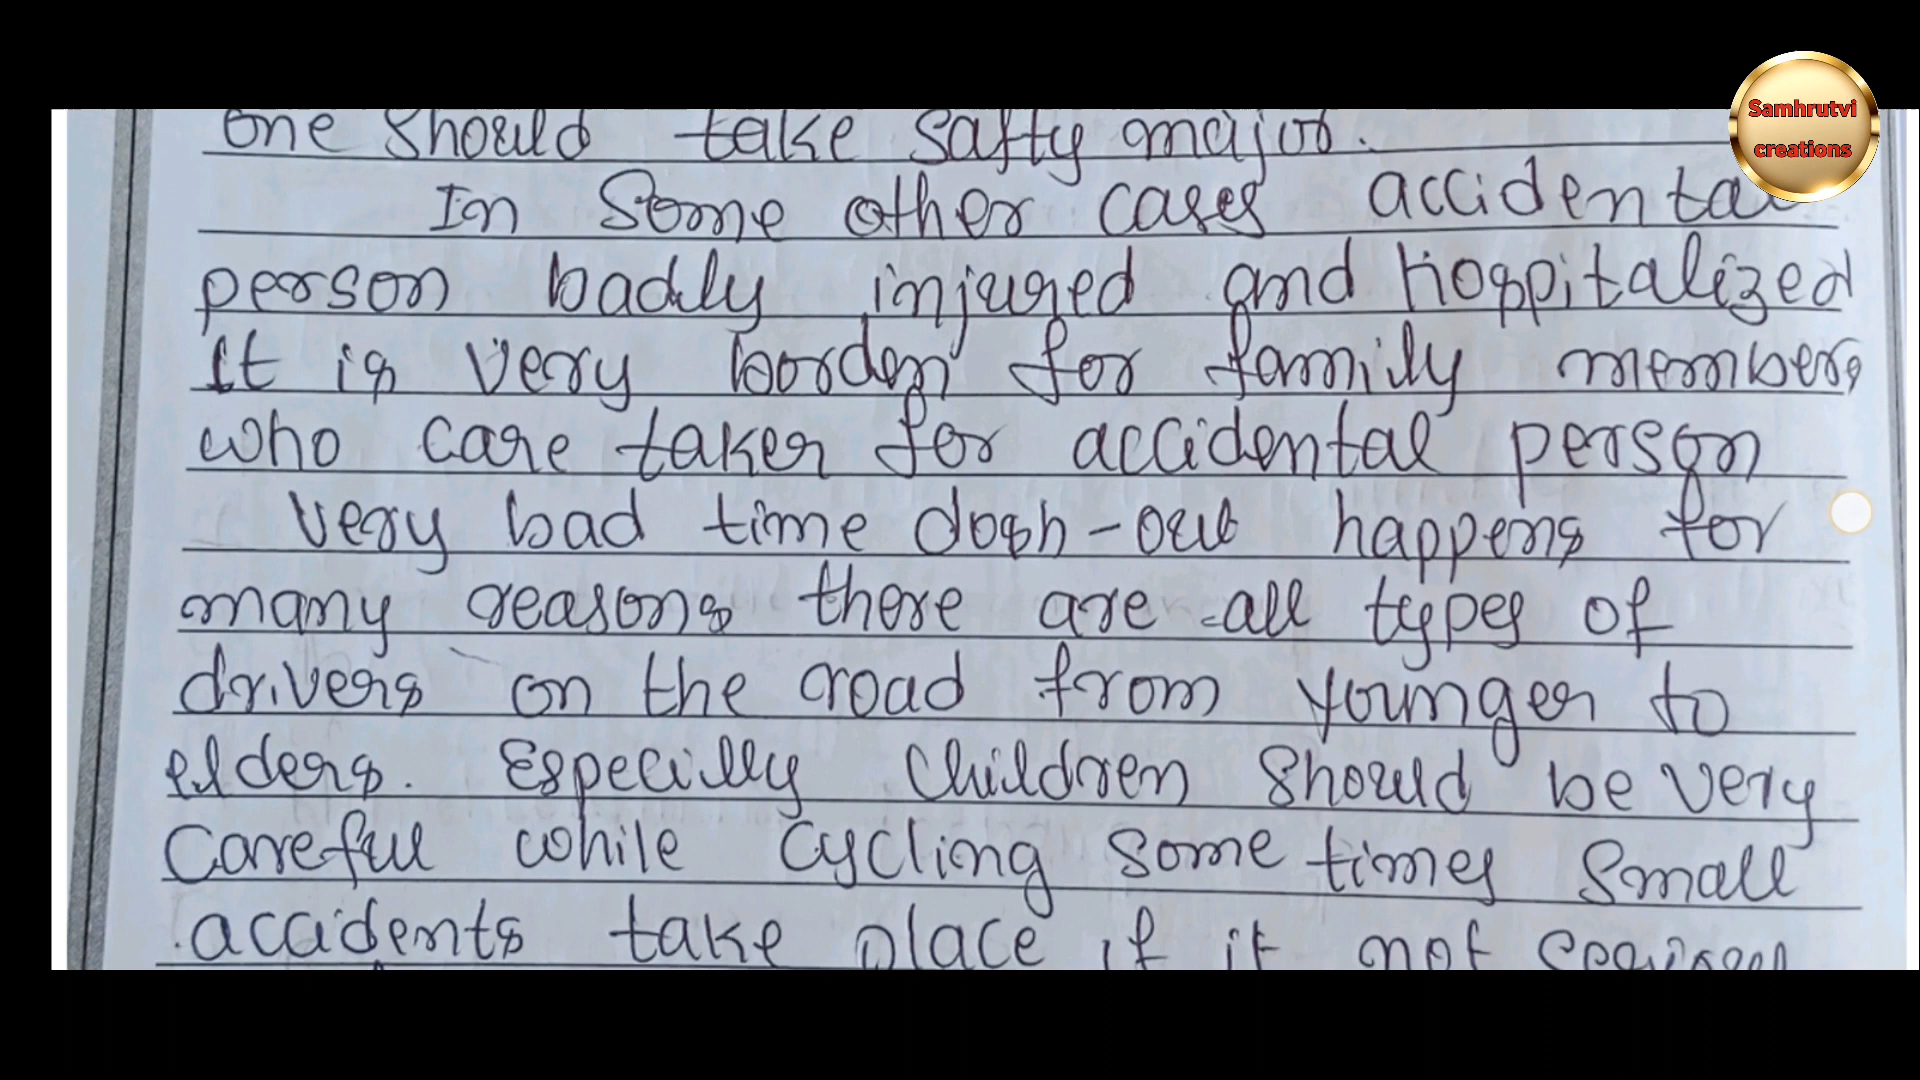 one should take safty major.
Samhrutvi
creations
In some other cases accidental
person badly injured and hospitalized
It is very borden for family members
who care taker for accidental person
very bad time dosh-out happens for
many reasons there are all types of
drivers on the road from younger to
elders. Especilly children should be very
careful while cycling some times small
accidents take place if it not